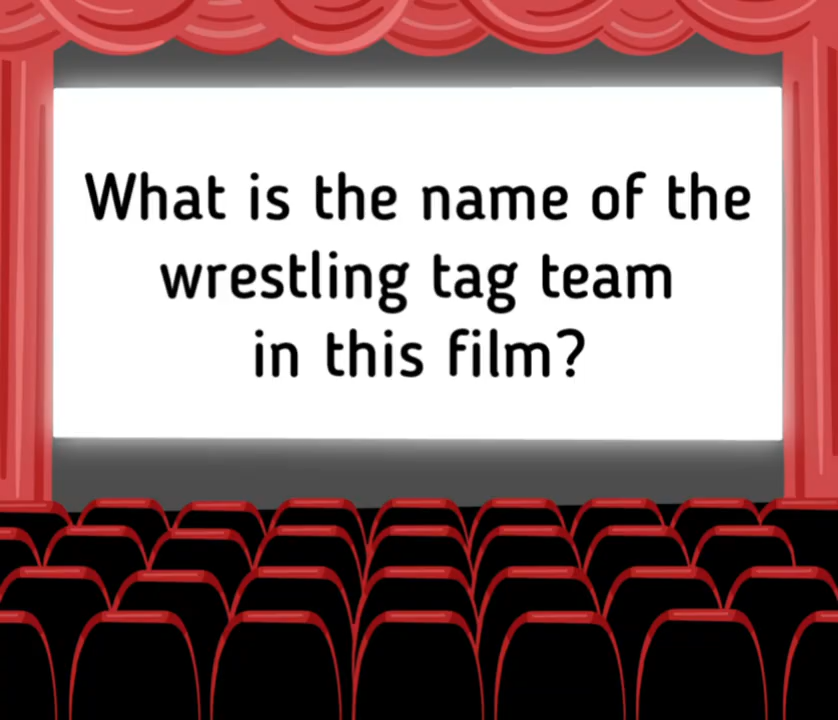 What is the name of the
wrestling tag team
in this film?